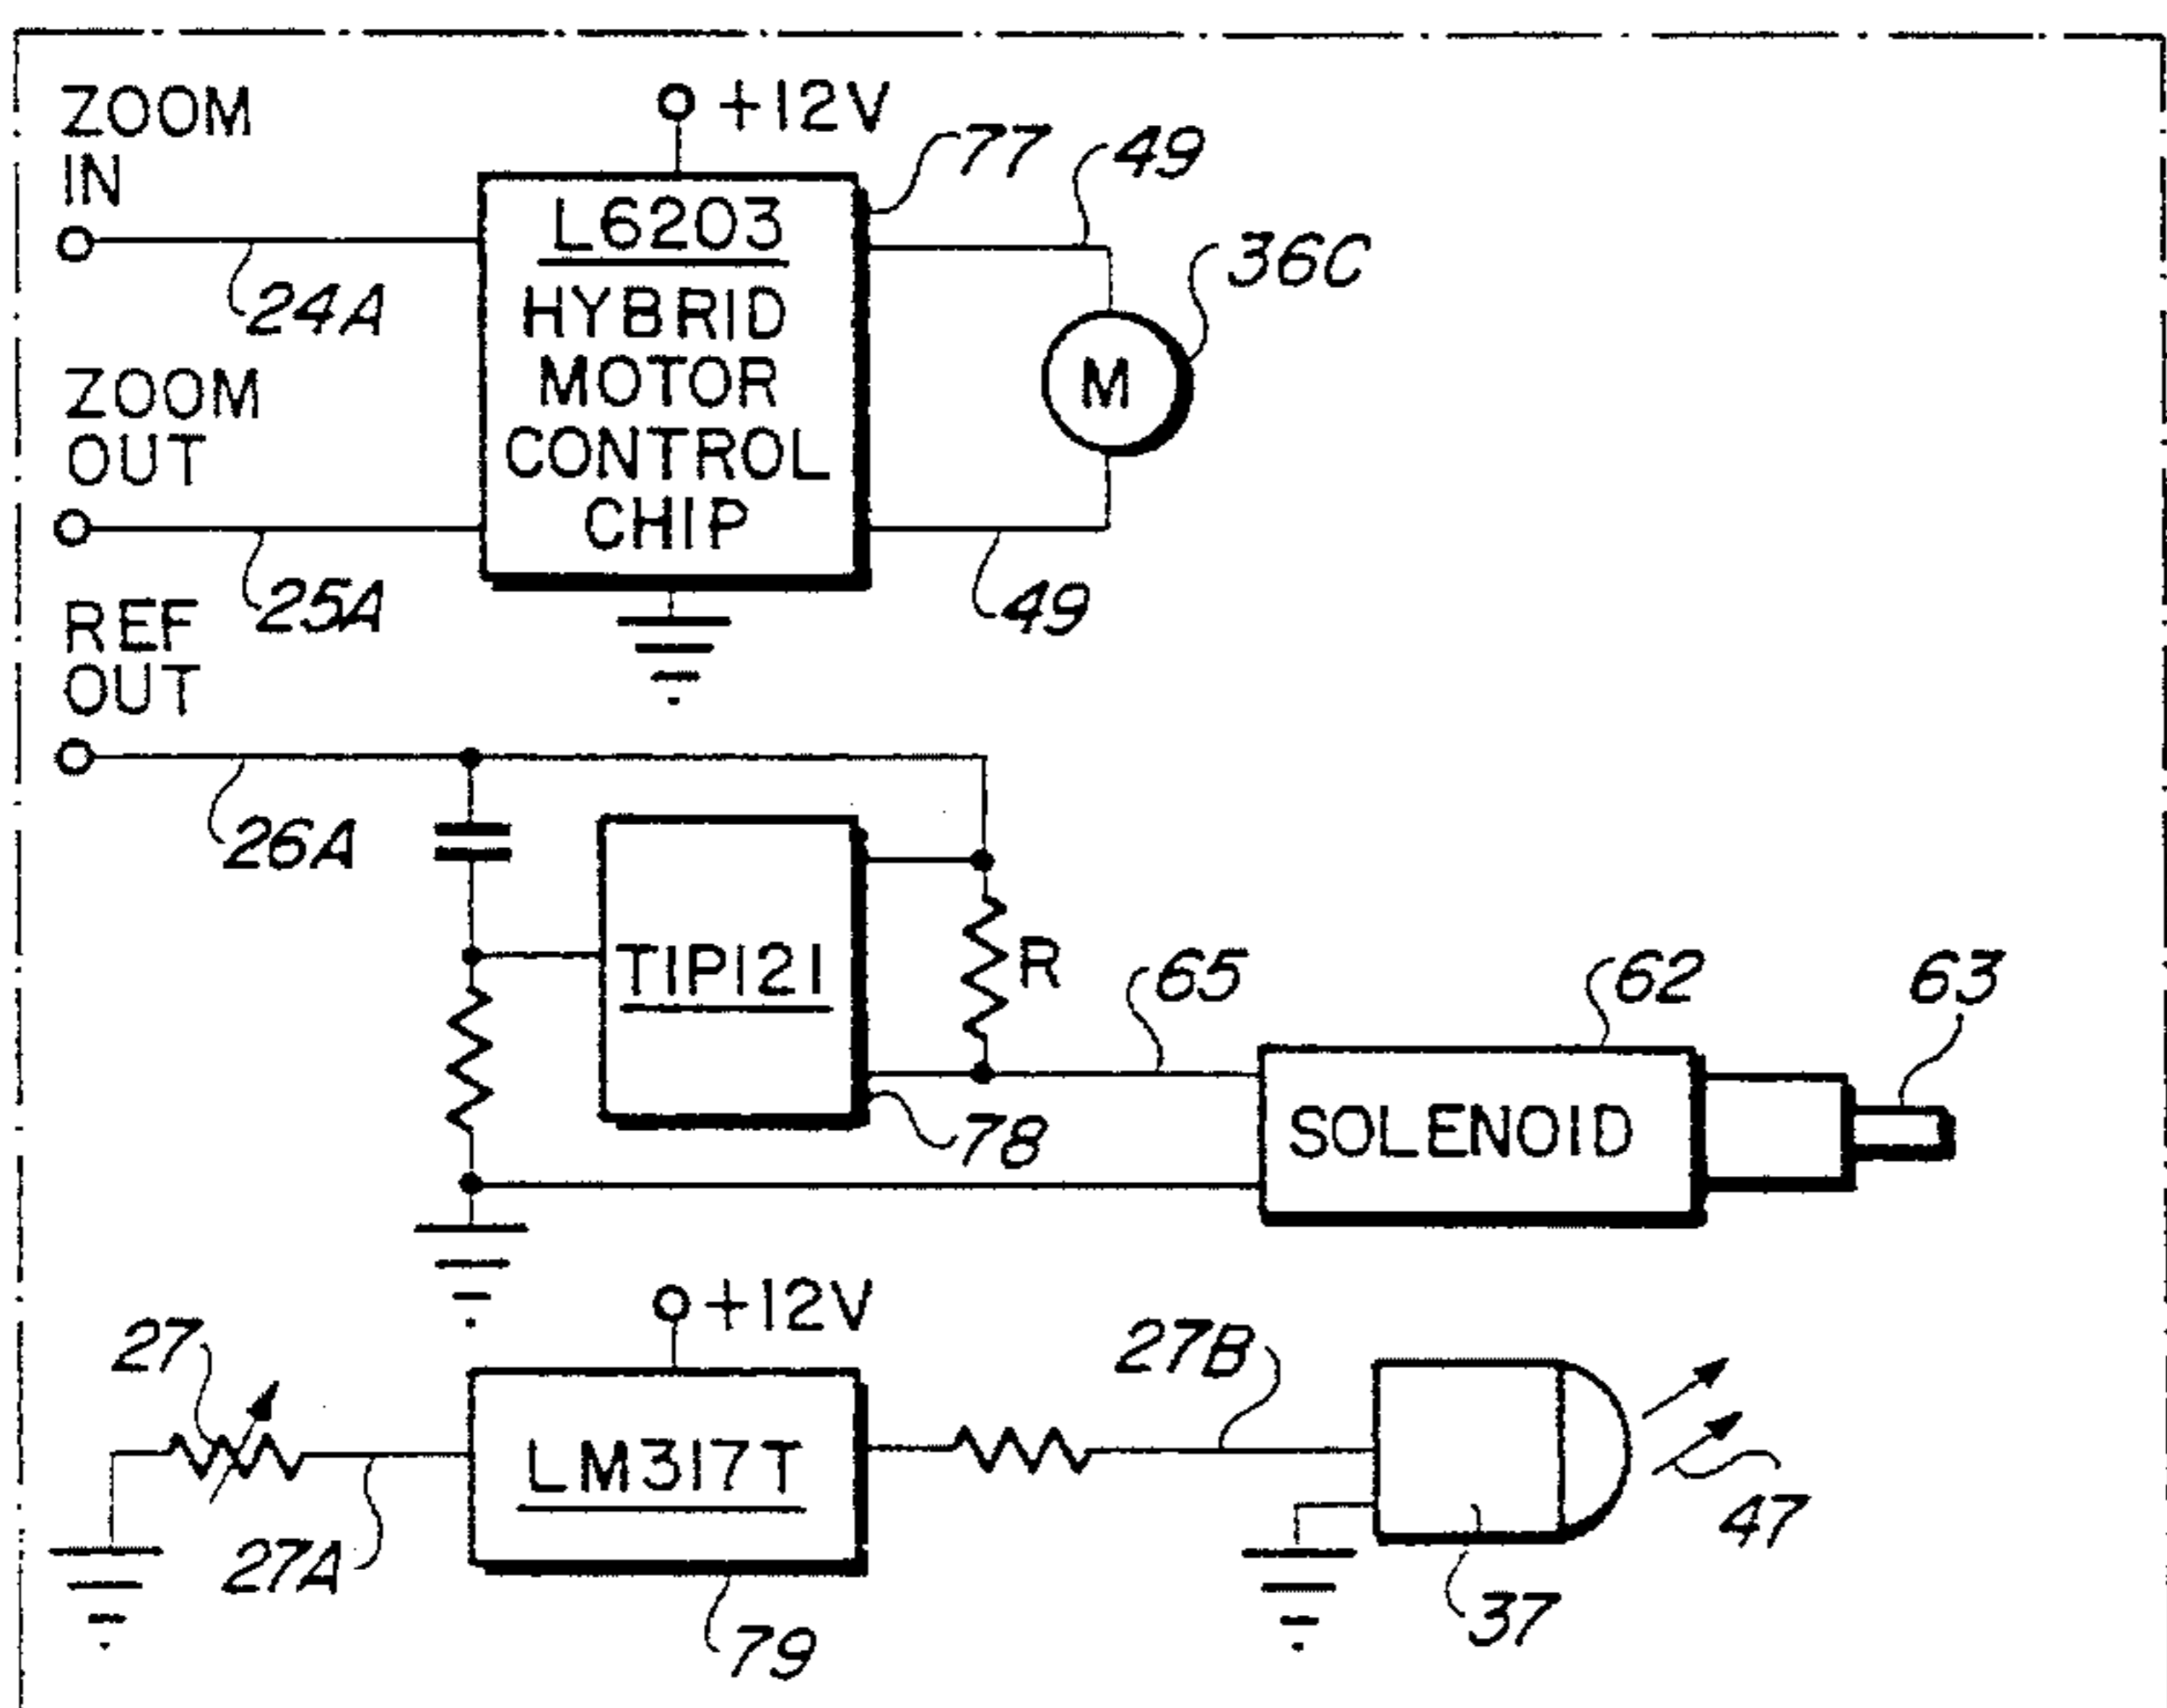 ZOOM
IN
+12V
77
49
L6203
HYBRID
MOTOR
CONTROL
CHIP
36C
M
24A
ZOOM
OUT
25A
49
REF
OUT
26A
TIP121
R
65
62
63
78
SOLENOID
+12V
27
27B
LM317T
27A
47
37
79